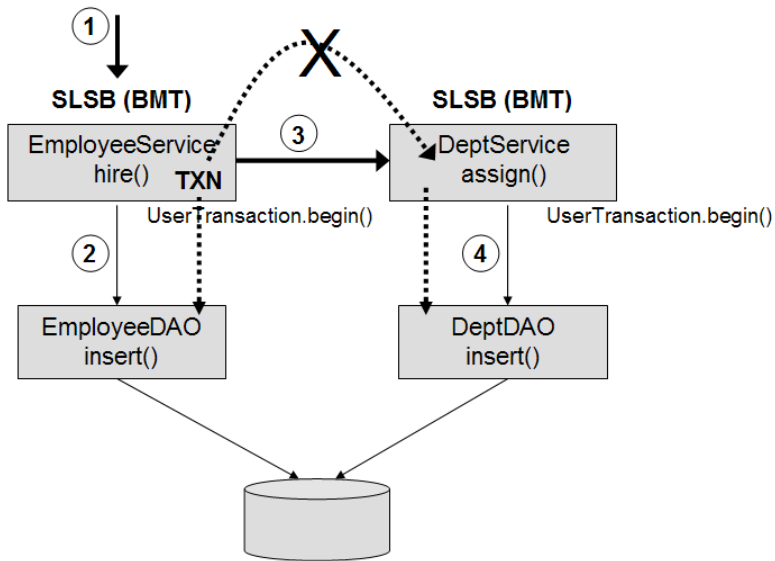 1
X
SLSB (BMT)
SLSB (BMT)
EmployeeService
hire()
TXN
3
DeptService
assign()
UserTransaction.begin()
UserTransaction.begin()
2
4
EmployeeDAO
insert()
DeptDAO
insert()